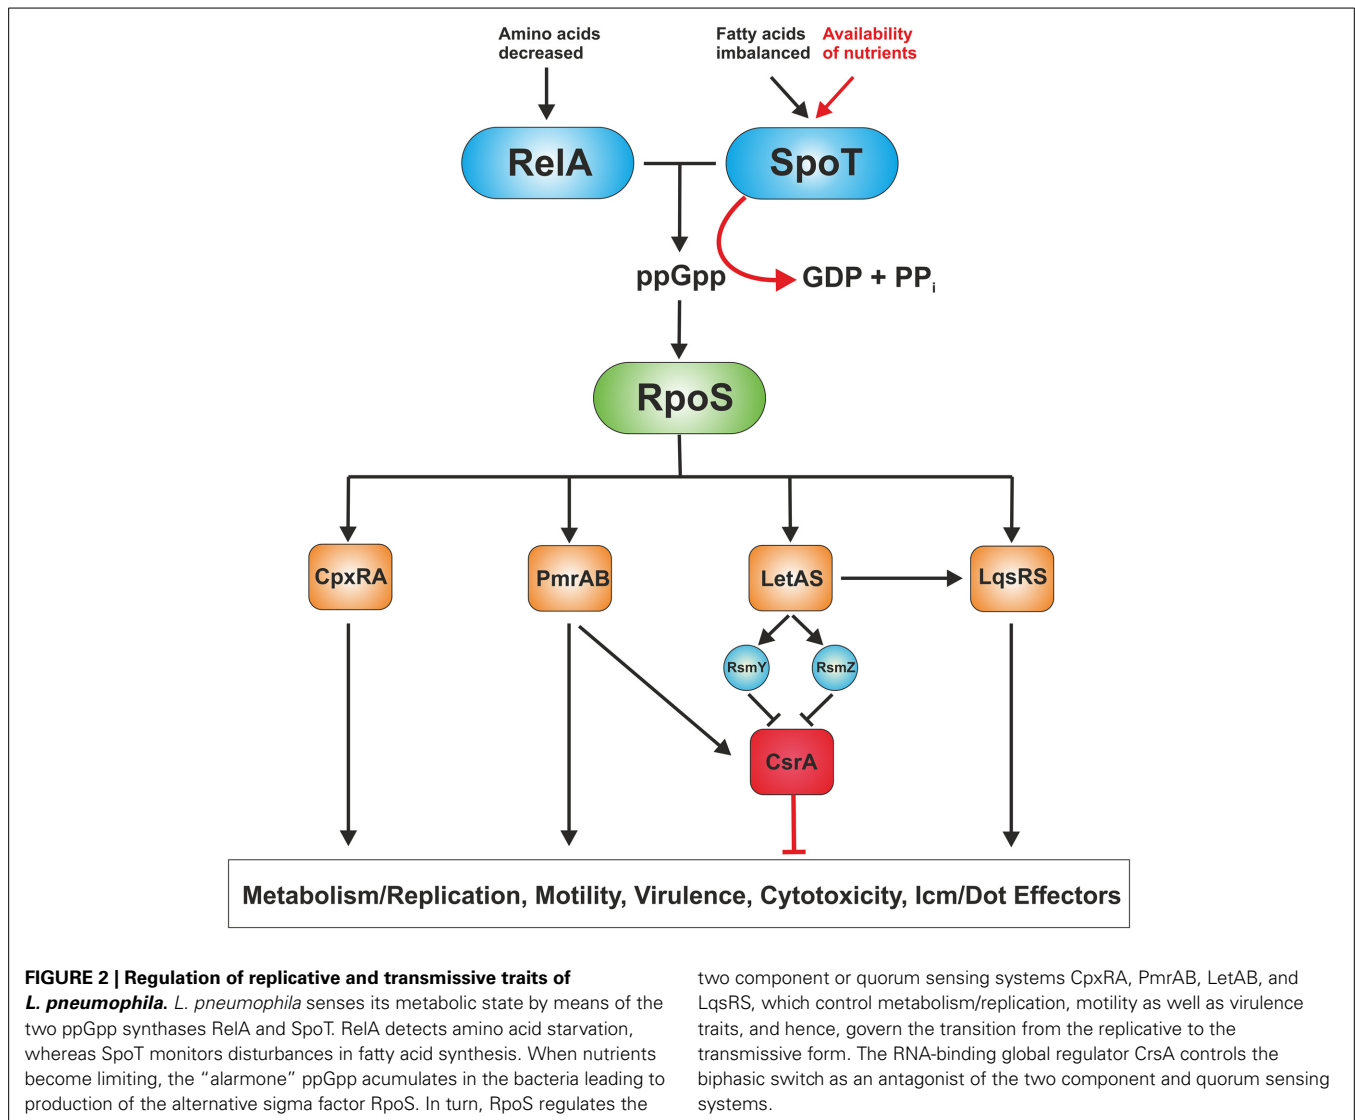 Amino acids
decreased
Fatty acids
imbalanced
Availability
of nutrients
RelA
SpoT
ppGpp
GDP + PPi
RpoS
CpxRA
PmrAB
LetAS
LqsRS
RsmY
RsmZ
CsrA
Metabolism/Replication, Motility, Virulence, Cytotoxicity, Icm/Dot Effectors
FIGURE 2 | Regulation of replicative and transmissive traits of
L. pneumophila. L. pneumophila senses its metabolic state by means of the
two ppGpp synthases RelA and SpoT. RelA detects amino acid starvation,
whereas SpoT monitors disturbances in fatty acid synthesis. When nutrients
become limiting, the “alarmone” ppGpp acumulates in the bacteria leading to
production of the alternative sigma factor RpoS. In turn, RpoS regulates the
two component or quorum sensing systems CpxRA, PmrAB, LetAB, and
LqsRS, which control metabolism/replication, motility as well as virulence
traits, and hence, govern the transition from the replicative to the
transmissive form. The RNA-binding global regulator CrsA controls the
biphasic switch as an antagonist of the two component and quorum sensing
systems.